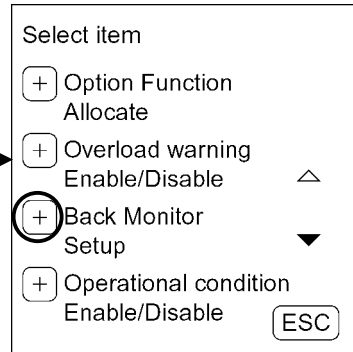 Select item
+ Option Function
Allocate
+ Overload warning
Enable/Disable
+ Back Monitor
Setup
+ Operational condition
Enable/Disable
ESC